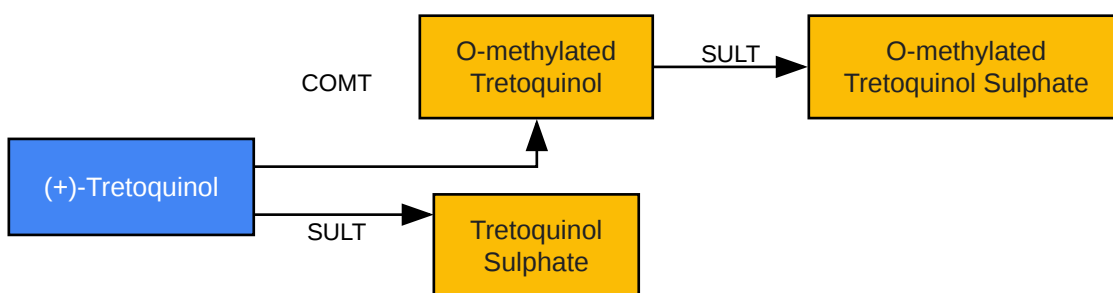 O-methylated
Tretoquinol
SULT
O-methylated
Tretoquinol Sulphate
COMT
(+)-Tretoquinol
SULT
Tretoquinol
Sulphate